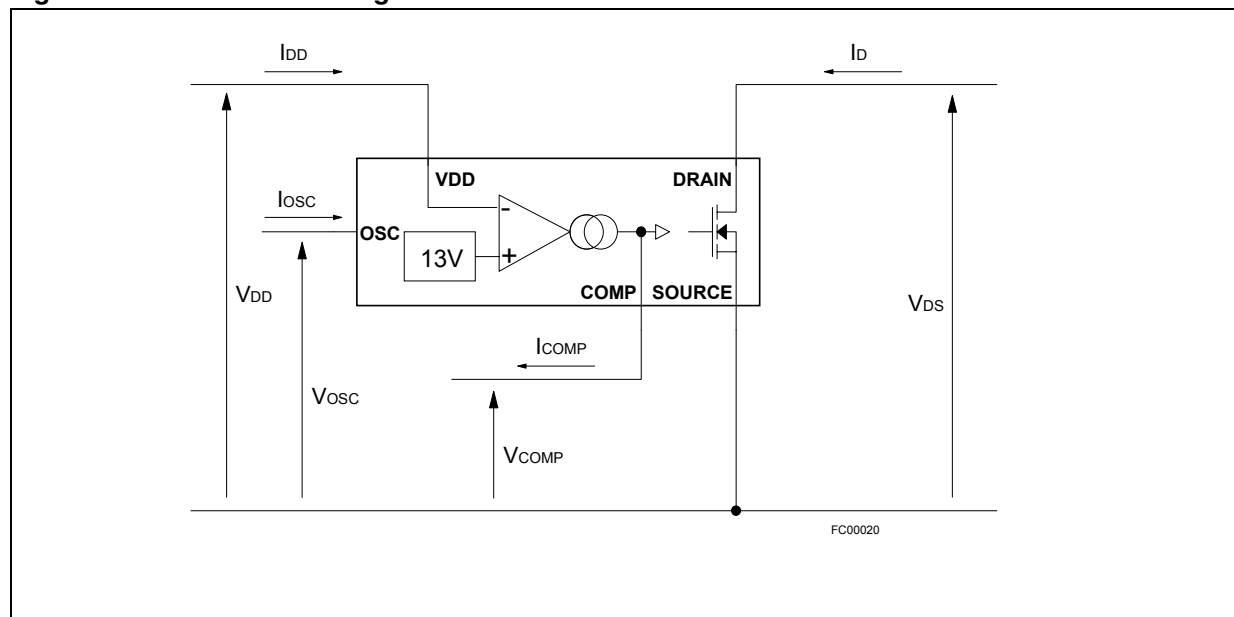 IDD
ID
VDD
DRAIN
IOSC
-
OSC
13V
+
COMP
SOURCE
VDD
VDS
ICOMP
VOSC
VCOMP
FC00020